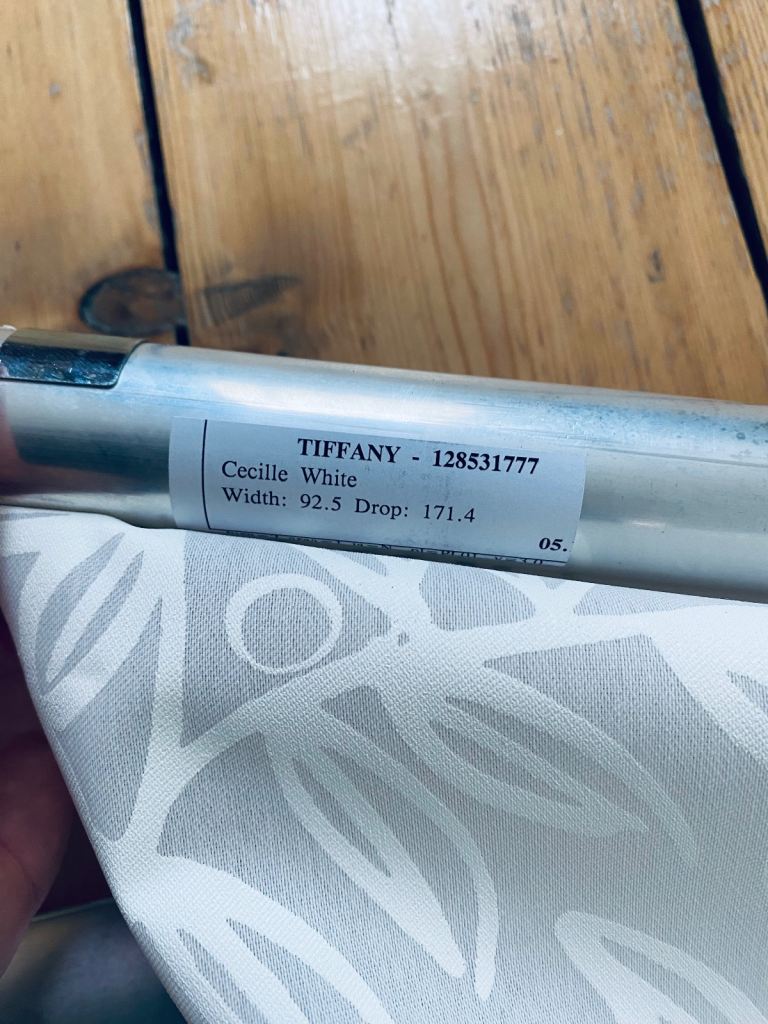 TIFFANY - 128531777
Cecille White
Width: 92.5 Drop: 171.4
05.